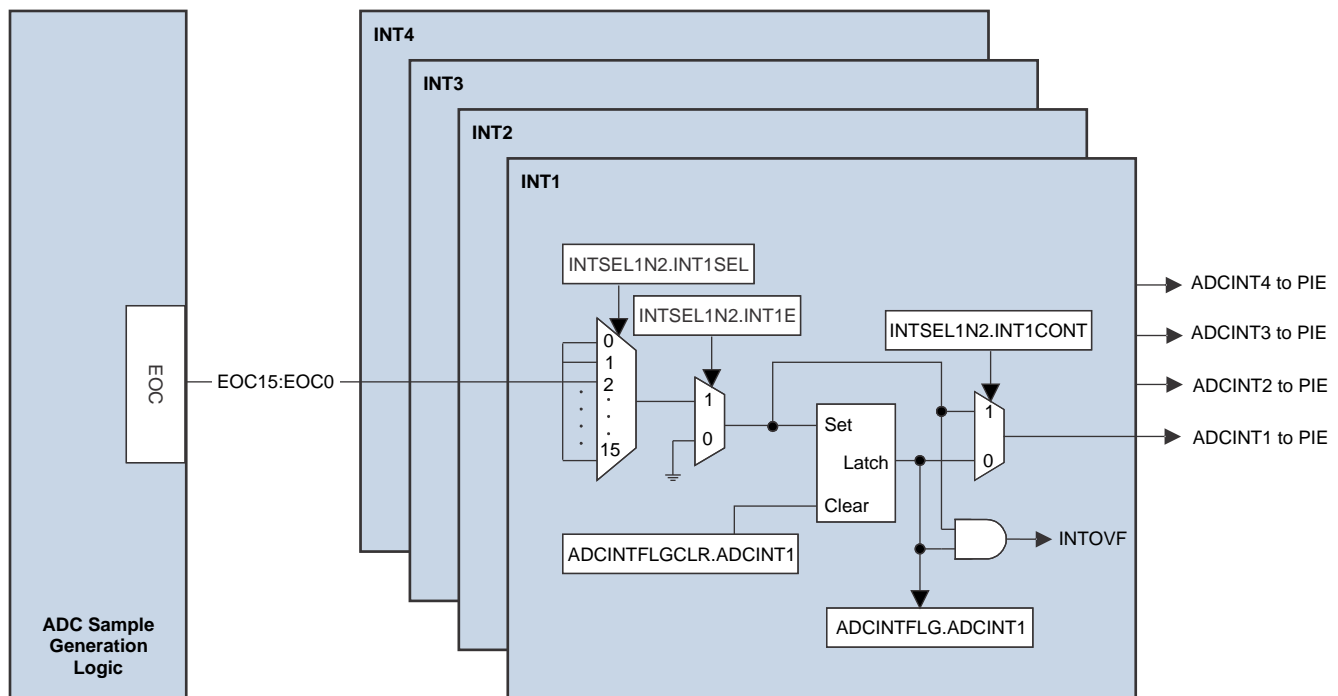 INT4
INT3
INT2
INT1
INTSEL1N2.INT1SEL
INTSEL1N2.INT1E
INTSEL1N2.INT1CONT
ADCINT4 to PIE
ADCINT3 to PIE
ADCINT2 to PIE
ADCINT1 to PIE
EOC
EOC15:EOC0
0
1
2
15
1
0
Set
Latch
Clear
1
0
ADCINTFLGCLR.ADCINT1
INTOVF
ADCINTFLG.ADCINT1
ADC Sample
Generation
Logic